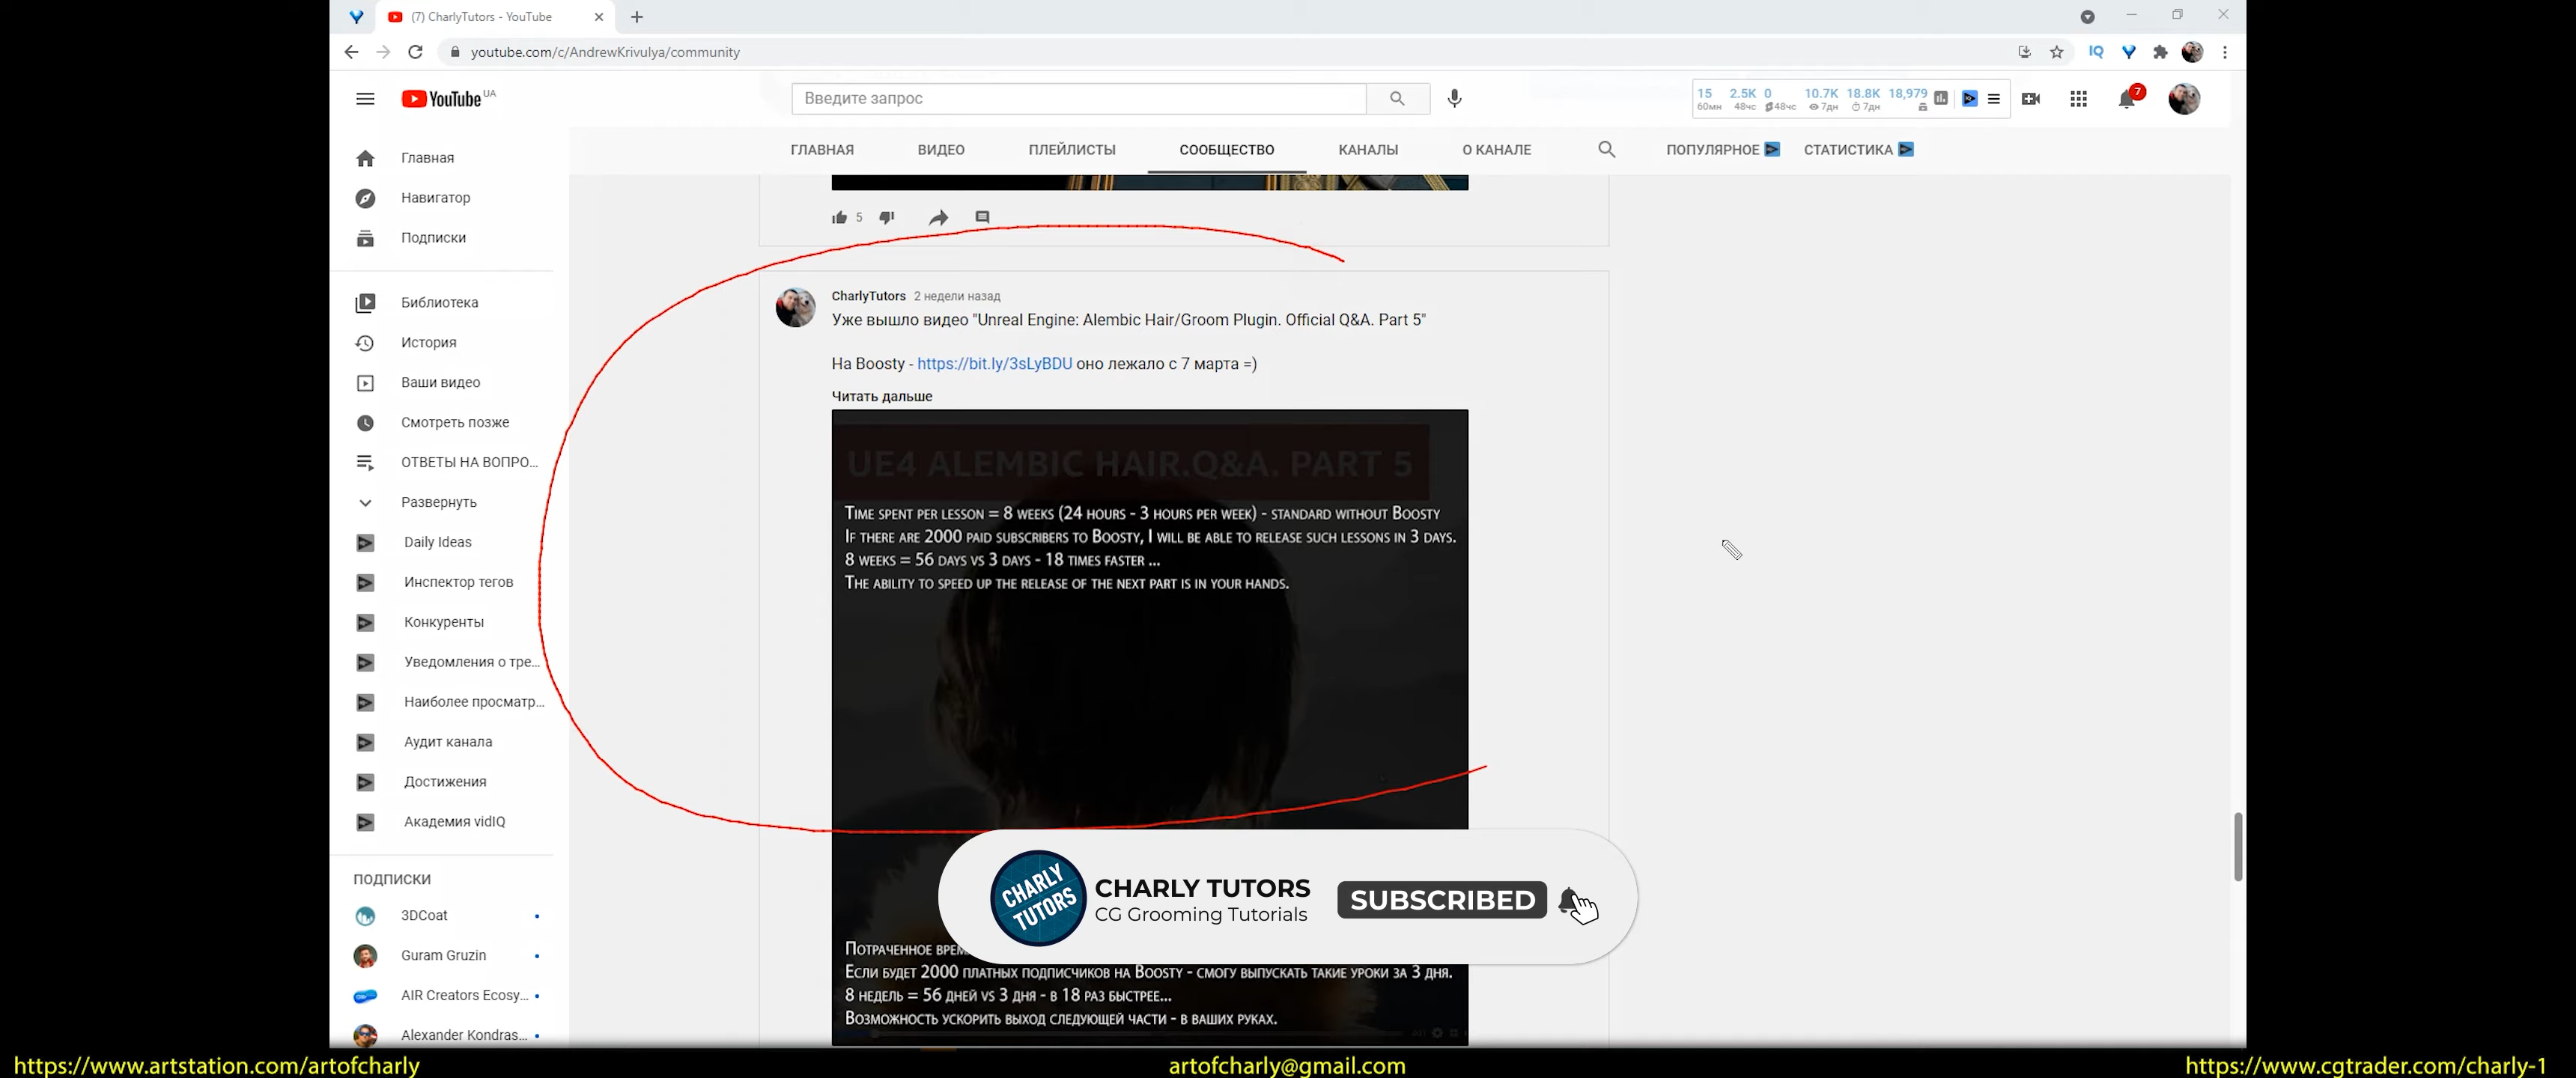 (7) CharlyTutors - YouTube
youtube.com/c/AndrewKrivulya/community
IQ
YouTube UA
Введите запрос
15 2.5K 0 10.7K 18.8K 18,979
60мн 48чс 48чс 7дн 7дн
7
ГЛАВНАЯ ВИДЕО ПЛЕЙЛИСТЫ СООБЩЕСТВО КАНАЛЫ О КАНАЛЕ ПОПУЛЯРНОЕ СТАТИСТИКА
Главная
Навигатор
Подписки
Библиотека
История
Ваши видео
Смотреть позже
ОТВЕТЫ НА ВОПРО...
Развернуть
Daily Ideas
Инспектор тегов
Конкуренты
Уведомления о тре...
Наиболее просматр...
Аудит канала
Достижения
Академия vidIQ
ПОДПИСКИ
3DCoat
Guram Gruzin
AIR Creators Ecosy...
Alexander Kondras...
5
CharlyTutors 2 недели назад
Уже вышло видео "Unreal Engine: Alembic Hair/Groom Plugin. Official Q&A. Part 5"
На Boosty - https://bit.ly/3sLyBDU оно лежало с 7 марта =)
Читать дальше
UE4 ALEMBIC HAIR.Q&A. PART 5
Time spent per lesson = 8 weeks (24 hours - 3 hours per week) - standard without Boosty
If there are 2000 paid subscribers to Boosty, I will be able to release such lessons in 3 days.
8 weeks = 56 days vs 3 days - 18 times faster ...
The ability to speed up the release of the next part is in your hands.
CHARLY TUTORS
CHARLY TUTORS
CG Grooming Tutorials
SUBSCRIBED
Потраченное
Если будет 2000 платных подписчиков на Boosty - смогу выпускать такие уроки за 3 дня.
8 недель = 56 дней vs 3 дня - в 18 раз быстрее...
Возможность ускорить выход следующей части - в ваших руках.
https://www.artstation.com/artofcharly
artofcharly@gmail.com
https://www.cgtrader.com/charly-1